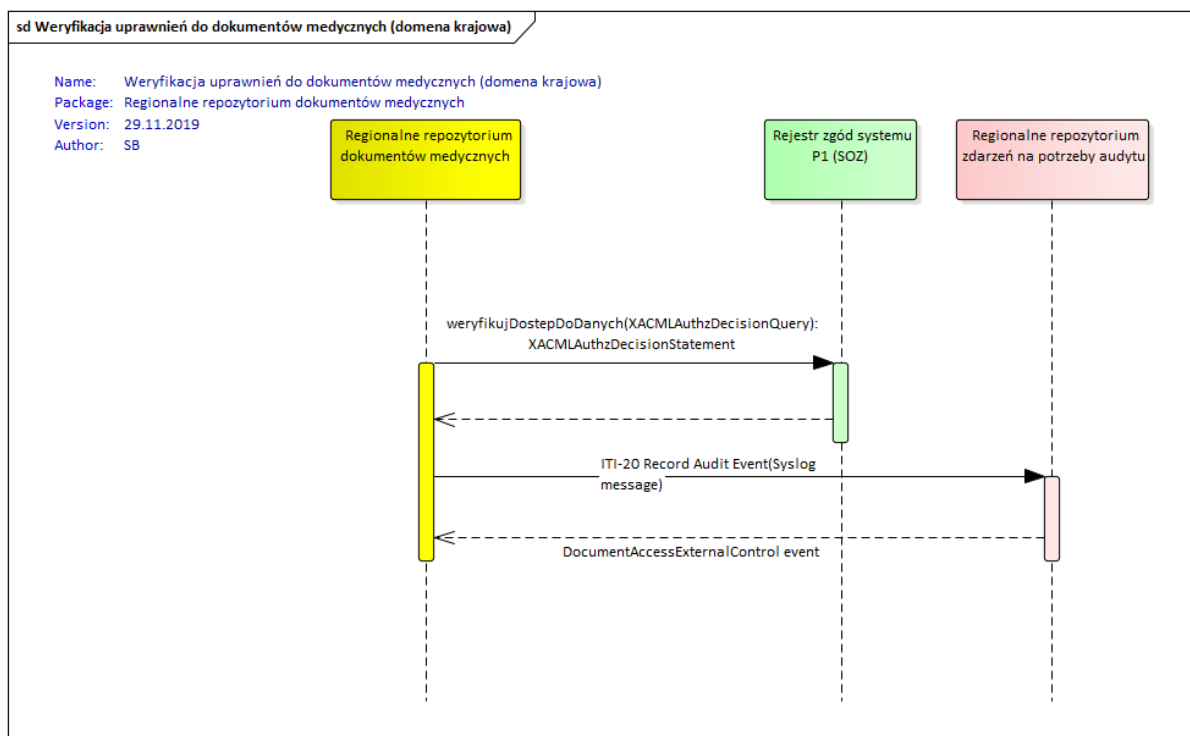 sd Weryfikacja uprawnień do dokumentów medycznych (domena krajowa)
Name: Weryfikacja uprawnień do dokumentów medycznych (domena krajowa)
Package: Regionalne repozytorium dokumentów medycznych
Version: 29.11.2019
Author: SB
Regionalne repozytorium
dokumentów medycznych
Rejestr zgód systemu
P1 (SOZ)
Regionalne repozytorium
zdarzeń na potrzeby audytu
weryfikujDostepDoDanych(XACMLAuthzDecisionQuery):
XACMLAuthzDecisionStatement
ITI-20 Record Audit Event(Syslog
message)
DocumentAccessExternalControl event